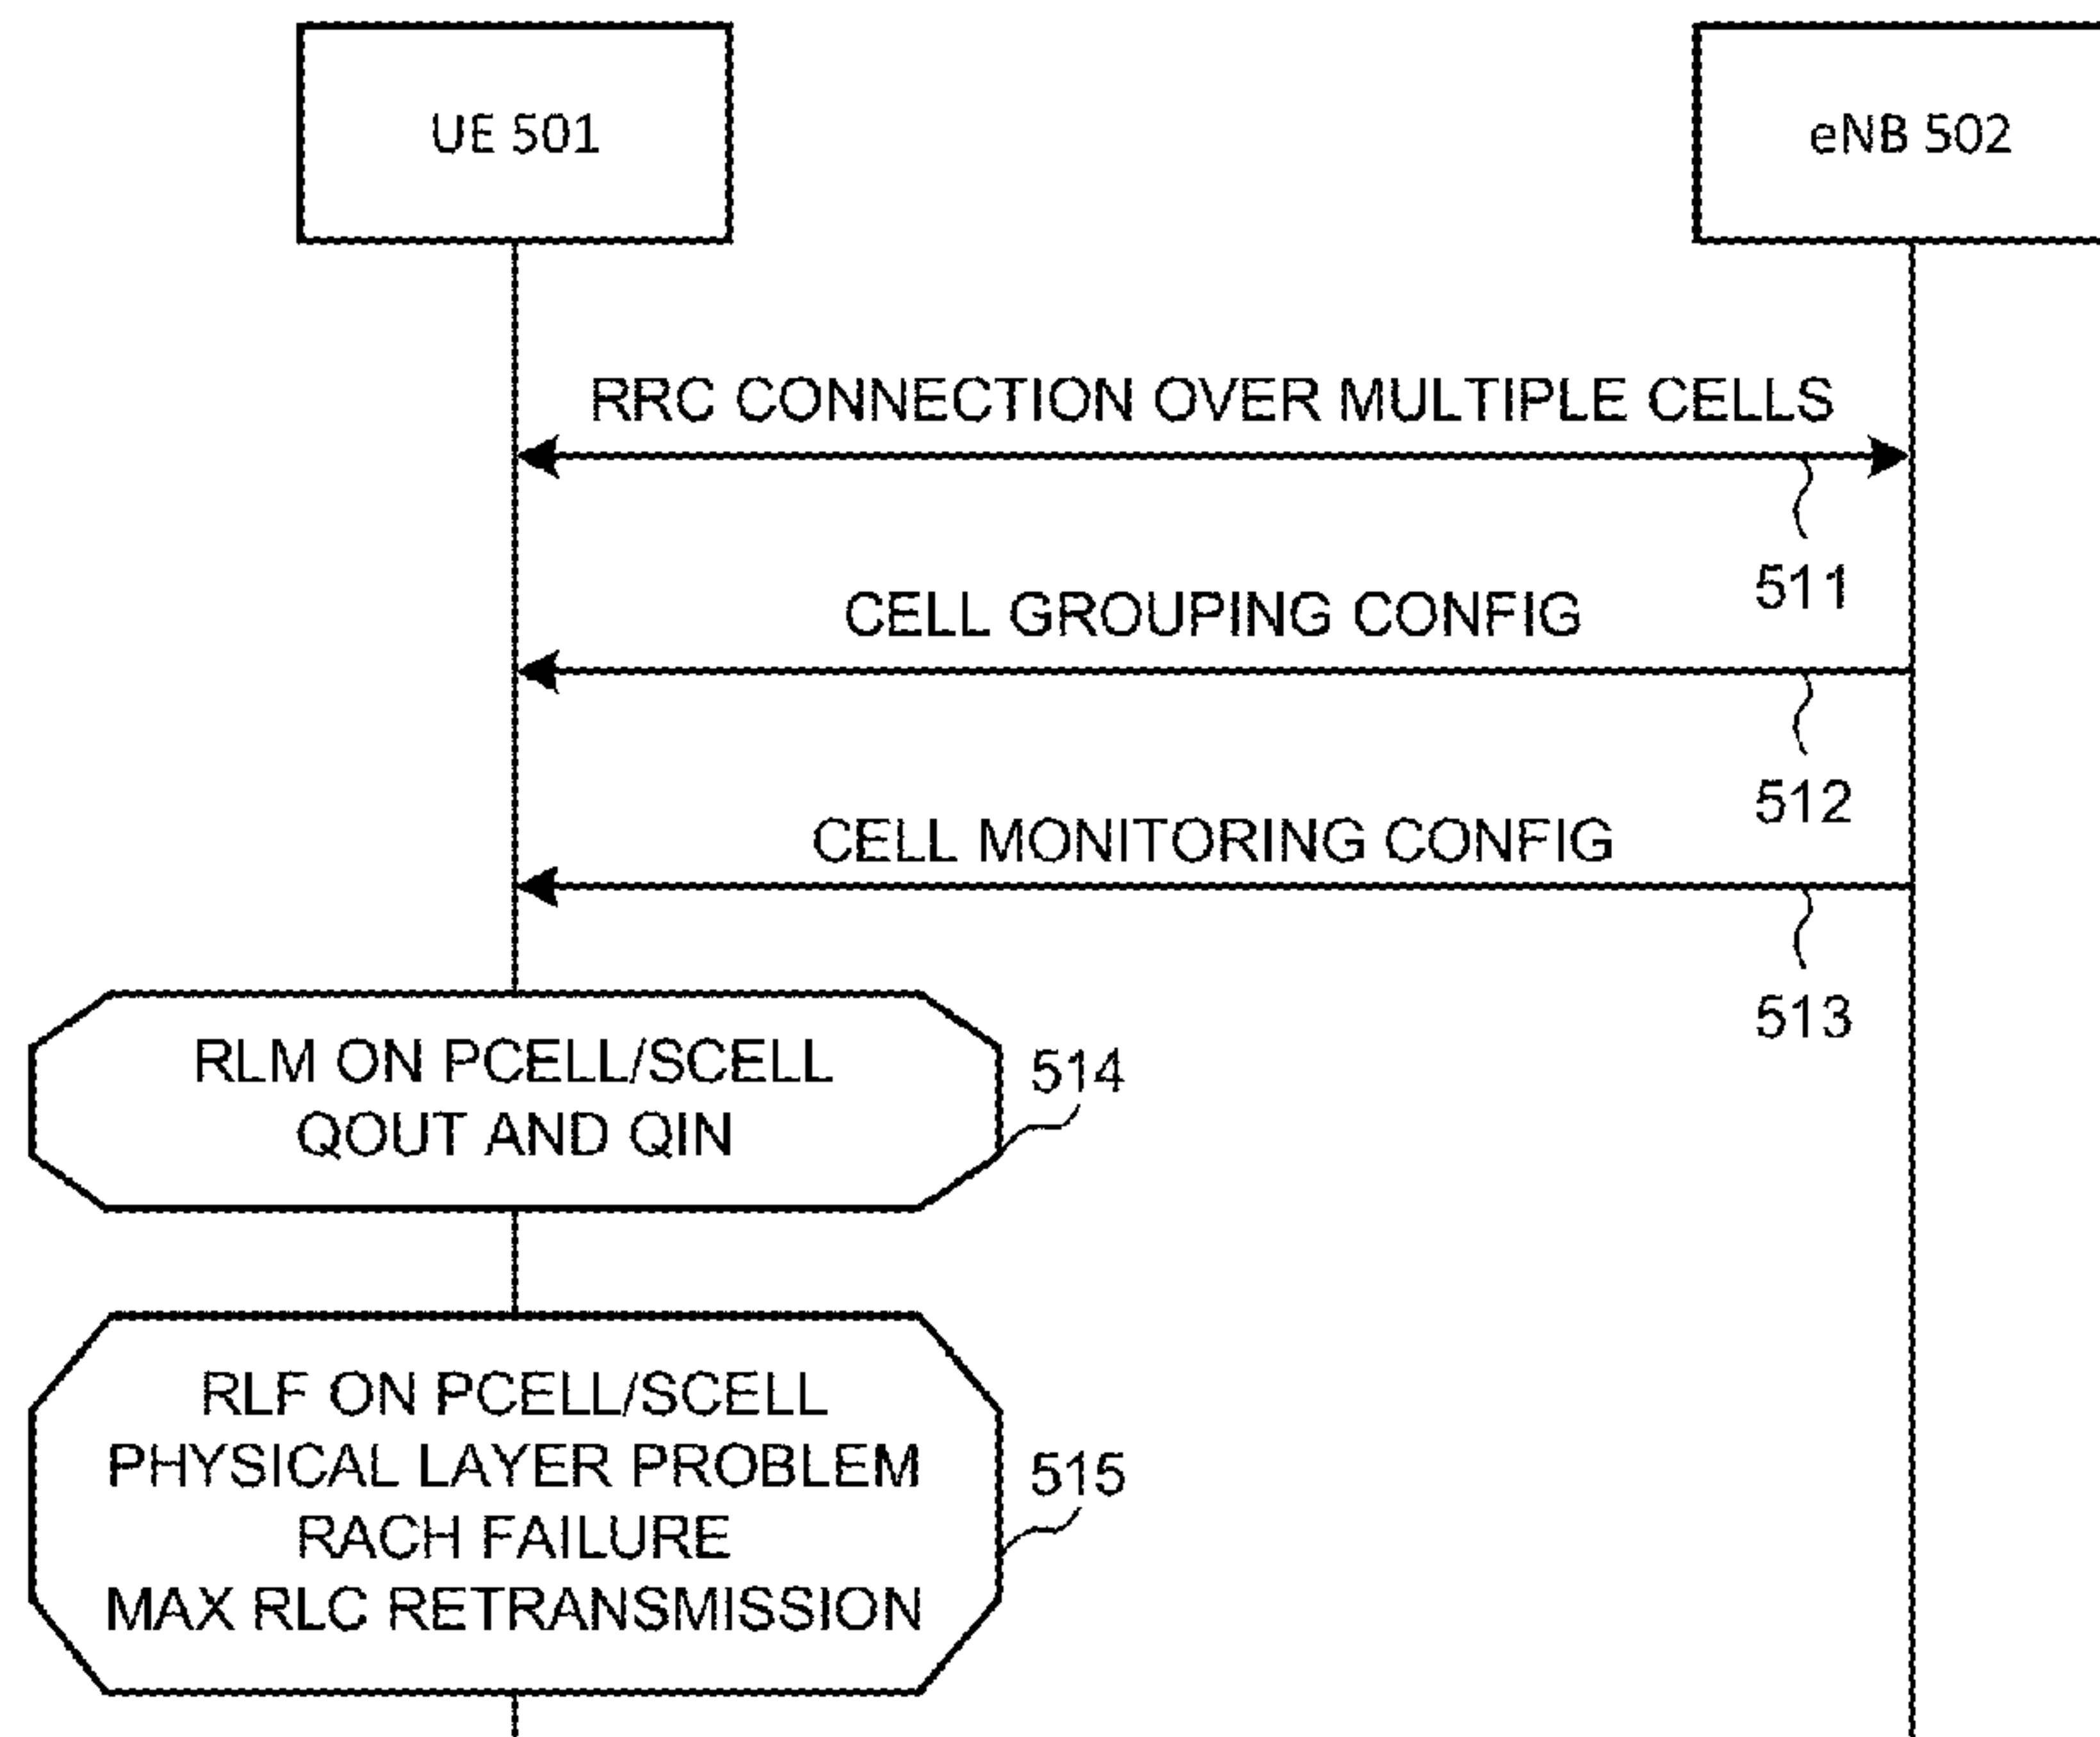 UE 501
eNB 502
RRC CONNECTION OVER MULTIPLE CELLS
511
CELL GROUPING CONFIG
512
CELL MONITORING CONFIG
513
RLM ON PCELL/SCELL
QOUT AND QIN
514
RLF ON PCELL/SCELL
PHYSICAL LAYER PROBLEM
RACH FAILURE
MAX RLC RETRANSMISSION
515